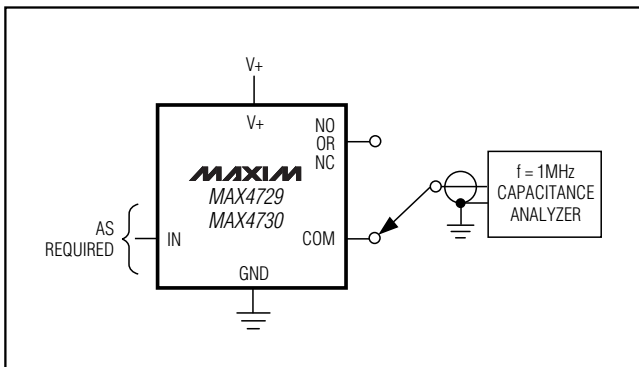 V+
V+
NO
OR
NC
MAXIM
MAX4729
MAX4730
AS
REQUIRED
IN
COM
GND
f = 1MHz
CAPACITANCE
ANALYZER